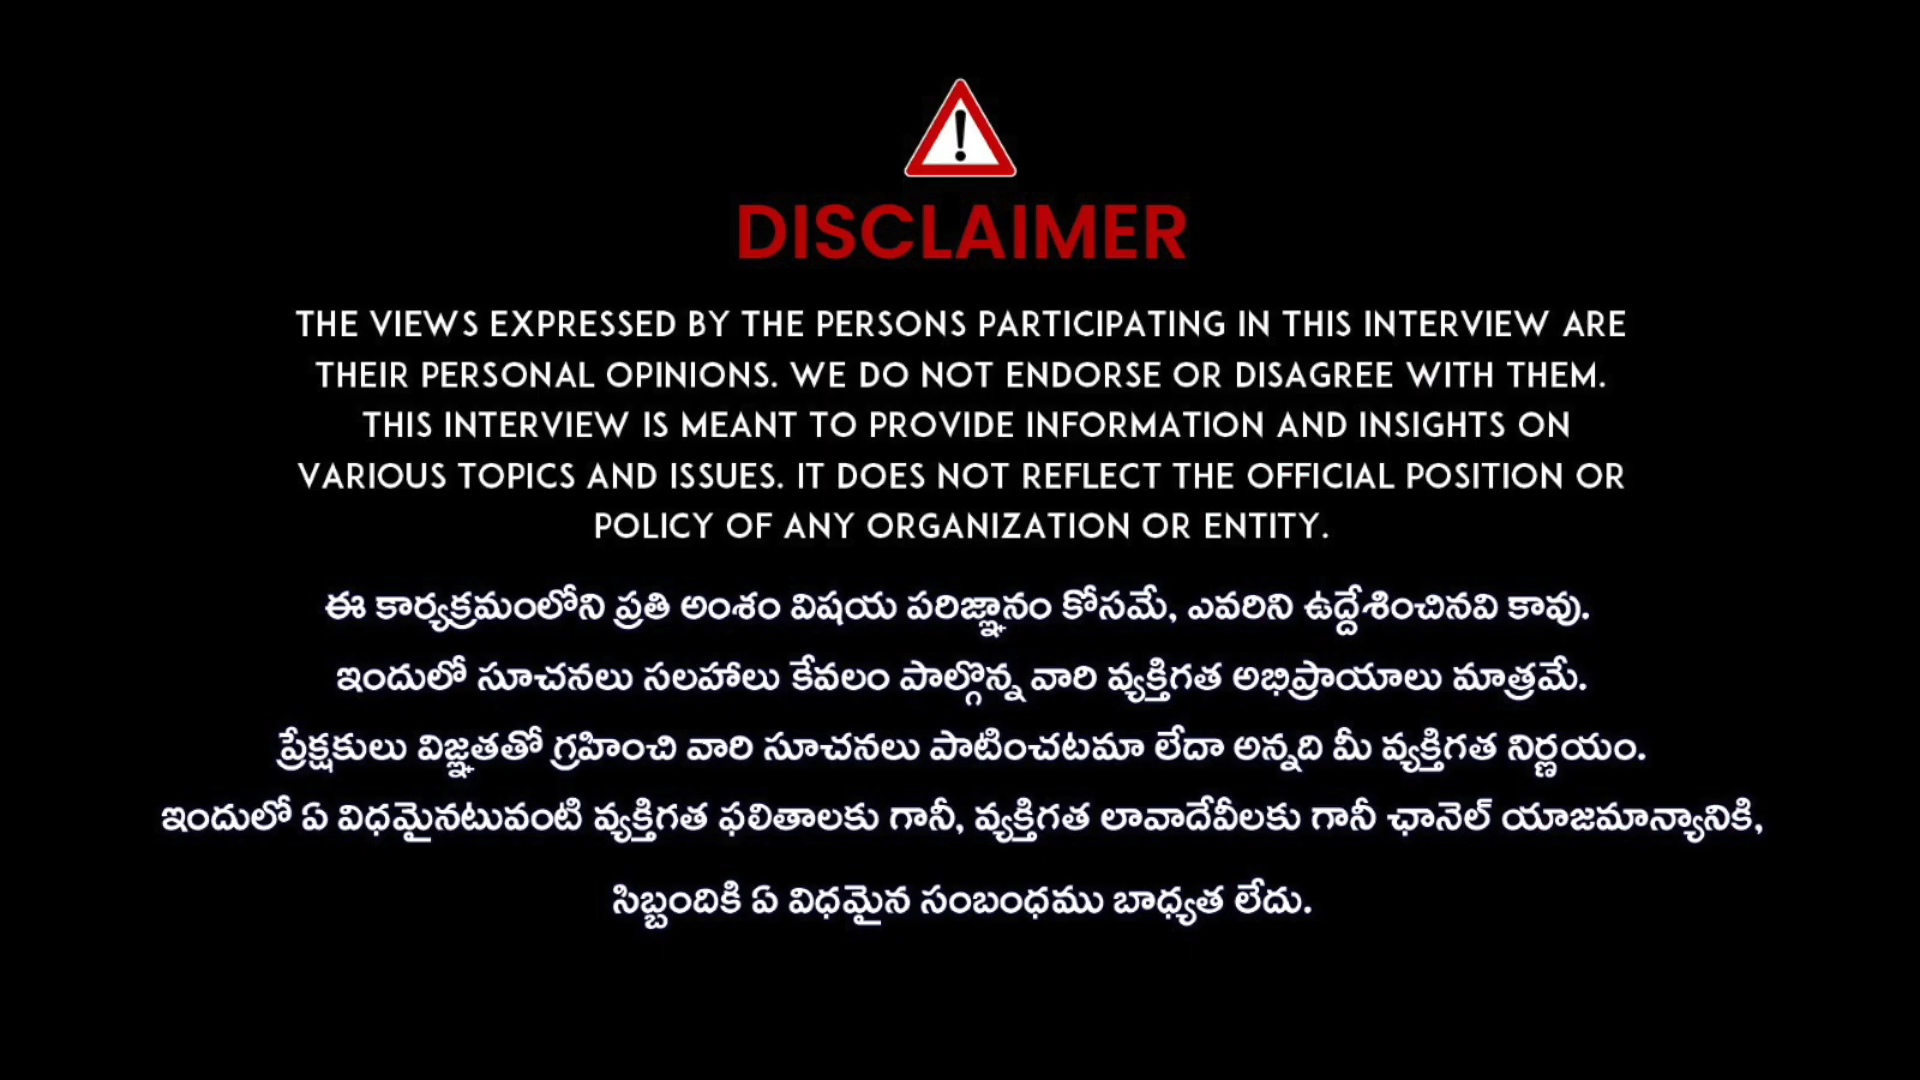 DISCLAIMER
THE VIEWS EXPRESSED BY THE PERSONS PARTICIPATING IN THIS INTERVIEW ARE
THEIR PERSONAL OPINIONS. WE DO NOT ENDORSE OR DISAGREE WITH THEM.
THIS INTERVIEW IS MEANT TO PROVIDE INFORMATION AND INSIGHTS ON
VARIOUS TOPICS AND ISSUES. IT DOES NOT REFLECT THE OFFICIAL POSITION OR
POLICY OF ANY ORGANIZATION OR ENTITY.
ఈ కార్యక్రమంలోని ప్రతి అంశం విషయ పరిజ్ఞానం కోసమే, ఎవరిని ఉద్దేశించినవి కావు.
ఇందులో సూచనలు సలహాలు కేవలం పాల్గొన్న వారి వ్యక్తిగత అభిప్రాయాలు మాత్రమే.
ప్రేక్షకులు విజ్ఞతతో గ్రహించి వారి సూచనలు పాటించటమా లేదా అన్నది మీ వ్యక్తిగత నిర్ణయం.
ఇందులో ఏ విధమైనటువంటి వ్యక్తిగత ఫలితాలకు గానీ, వ్యక్తిగత లావాదేవీలకు గానీ ఛానెల్ యాజమాన్యానికి,
సిబ్బందికి ఏ విధమైన సంబంధము బాధ్యత లేదు.